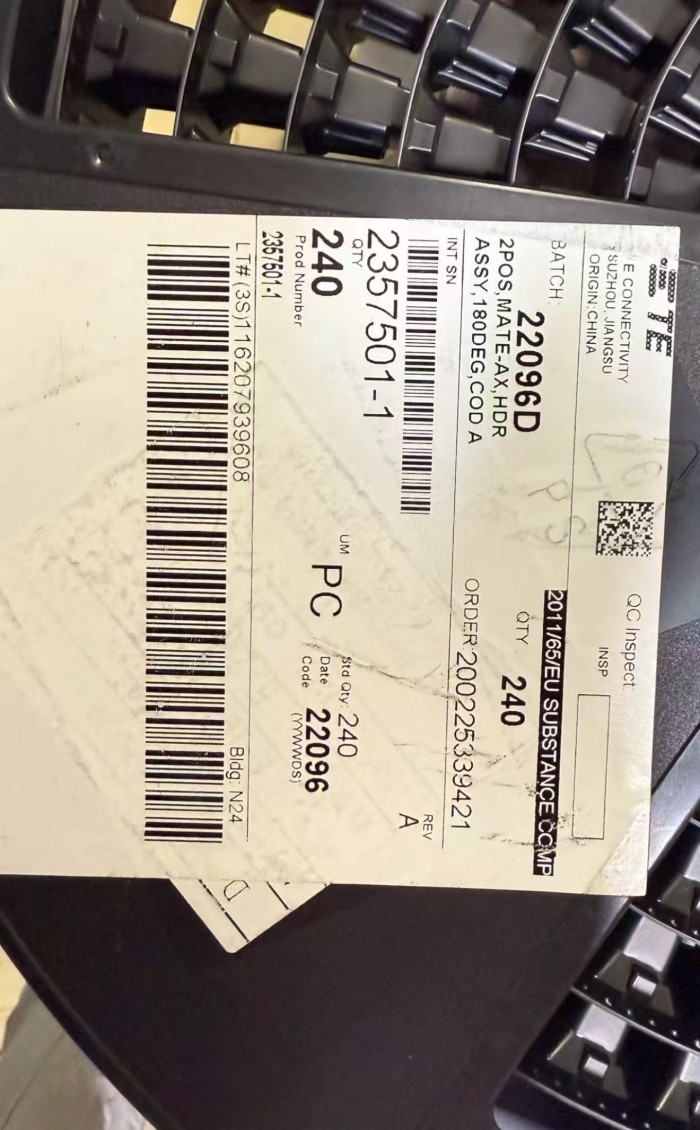 TE
E CONNECTIVITY
SUZHOU, JIANGSU
ORIGIN:CHINA
QC Inspect
INSP
2011/65/EU SUBSTANCE COMP
BATCH: 22096D
QTY 240
2POS,MATE-AX,HDR
ASSY,180DEG,COD A
ORDER:200225339421
INT SN
REV
A
2357501-1
QTY
240
UM
PC
Std Qty: 240
Prod Number
2357501-1
Date
Code
22096
(YYWWDS)
LT# (3S)116207939608
Bldg: N24